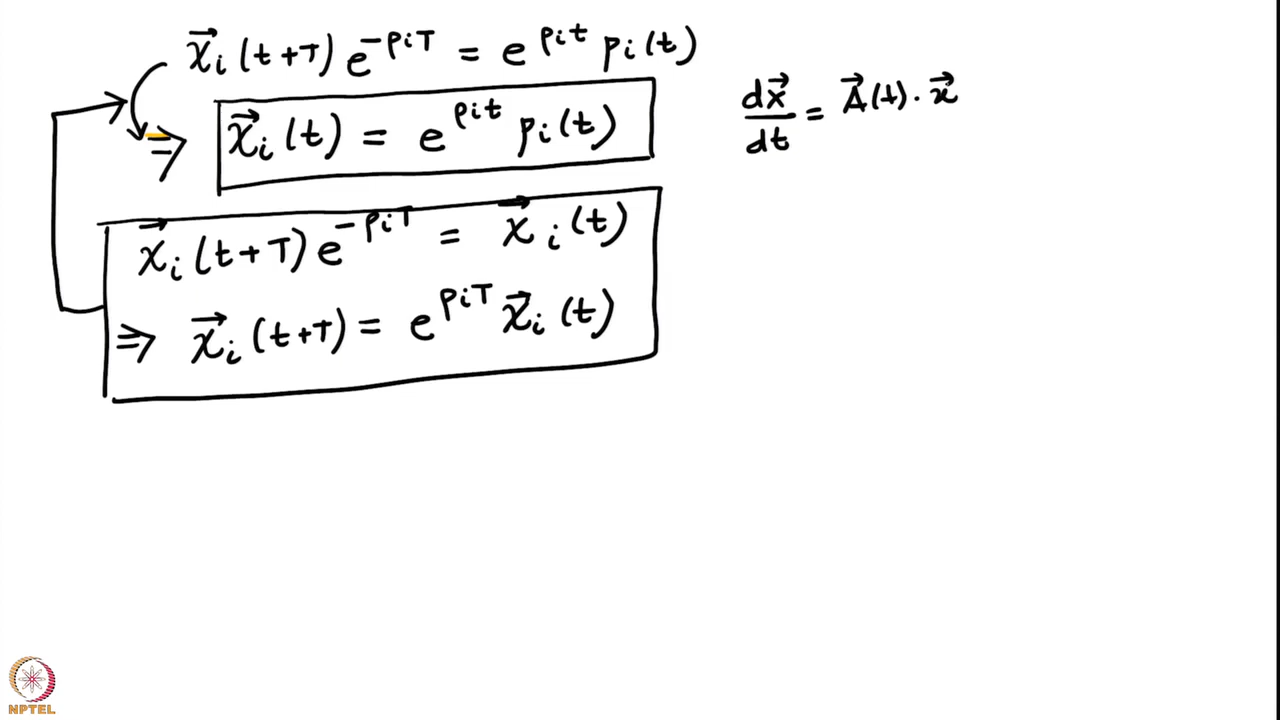 x⃗ᵢ(t+T) e^{-ρᵢT} = e^{ρᵢt} pᵢ(t)
⇒ x⃗ᵢ(t) = e^{ρᵢt} pᵢ(t)
dx⃗/dt = A⃗(t) · x⃗
x⃗ᵢ(t+T) e^{-ρᵢT} = x⃗ᵢ(t)
⇒ x⃗ᵢ(t+T) = e^{ρᵢT} x⃗ᵢ(t)
NPTEL